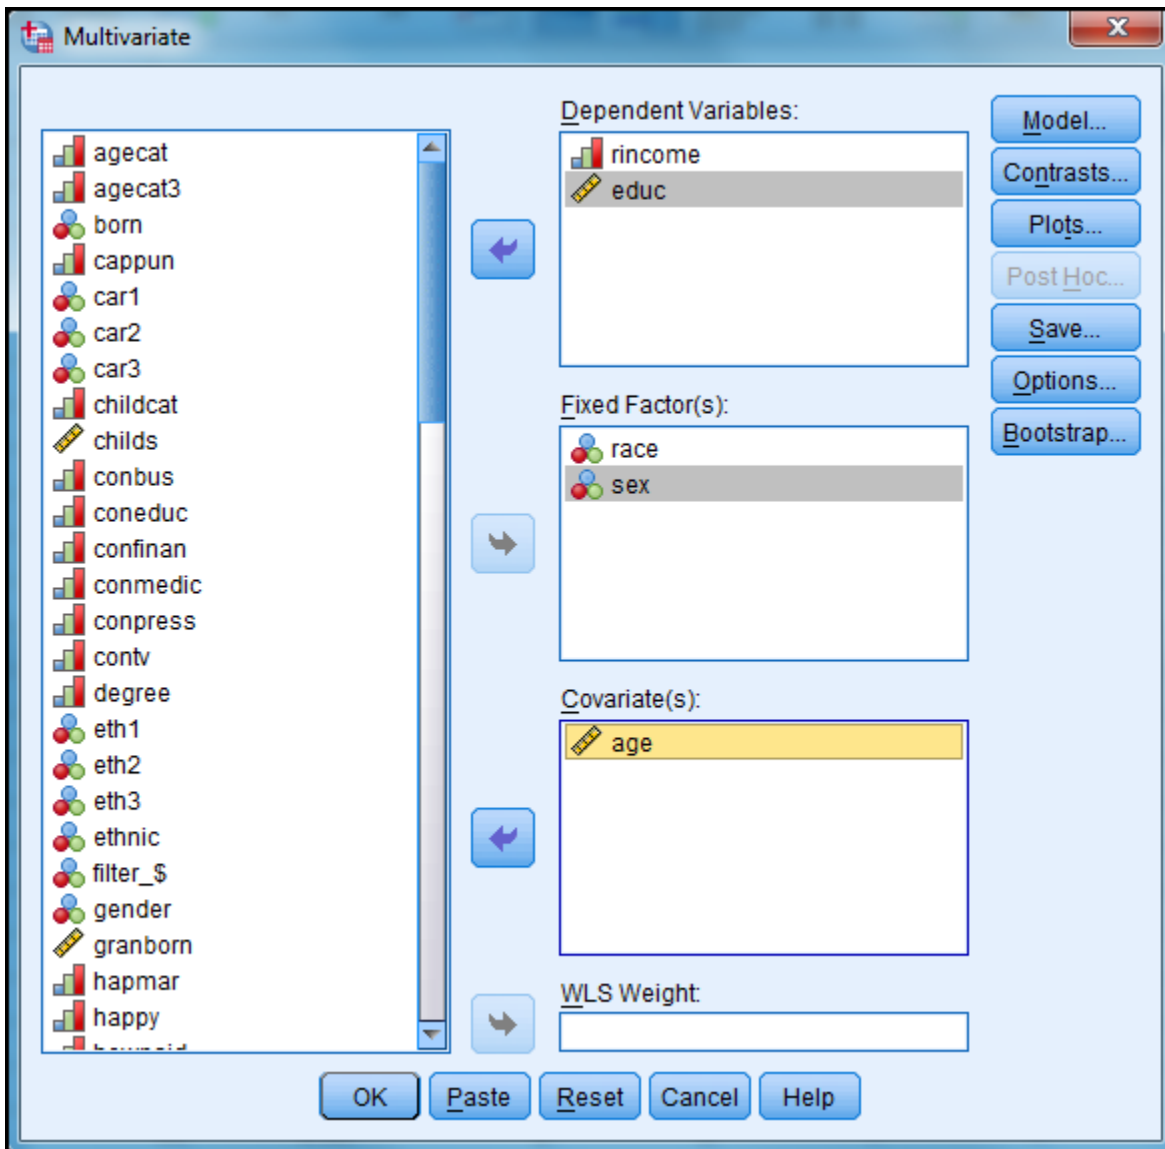 Multivariate
agecat
agecat3
born
cappun
car1
car2
car3
childcat
childs
conbus
coneduc
confinan
conmedic
conpress
contv
degree
eth1
eth2
eth3
ethnic
filter_$
gender
granborn
hapmar
happy
Dependent Variables:
rincome
educ
Fixed Factor(s):
race
sex
Covariate(s):
age
WLS Weight:
Model...
Contrasts...
Plots...
Post Hoc...
Save...
Options...
Bootstrap...
OK Paste Reset Cancel Help